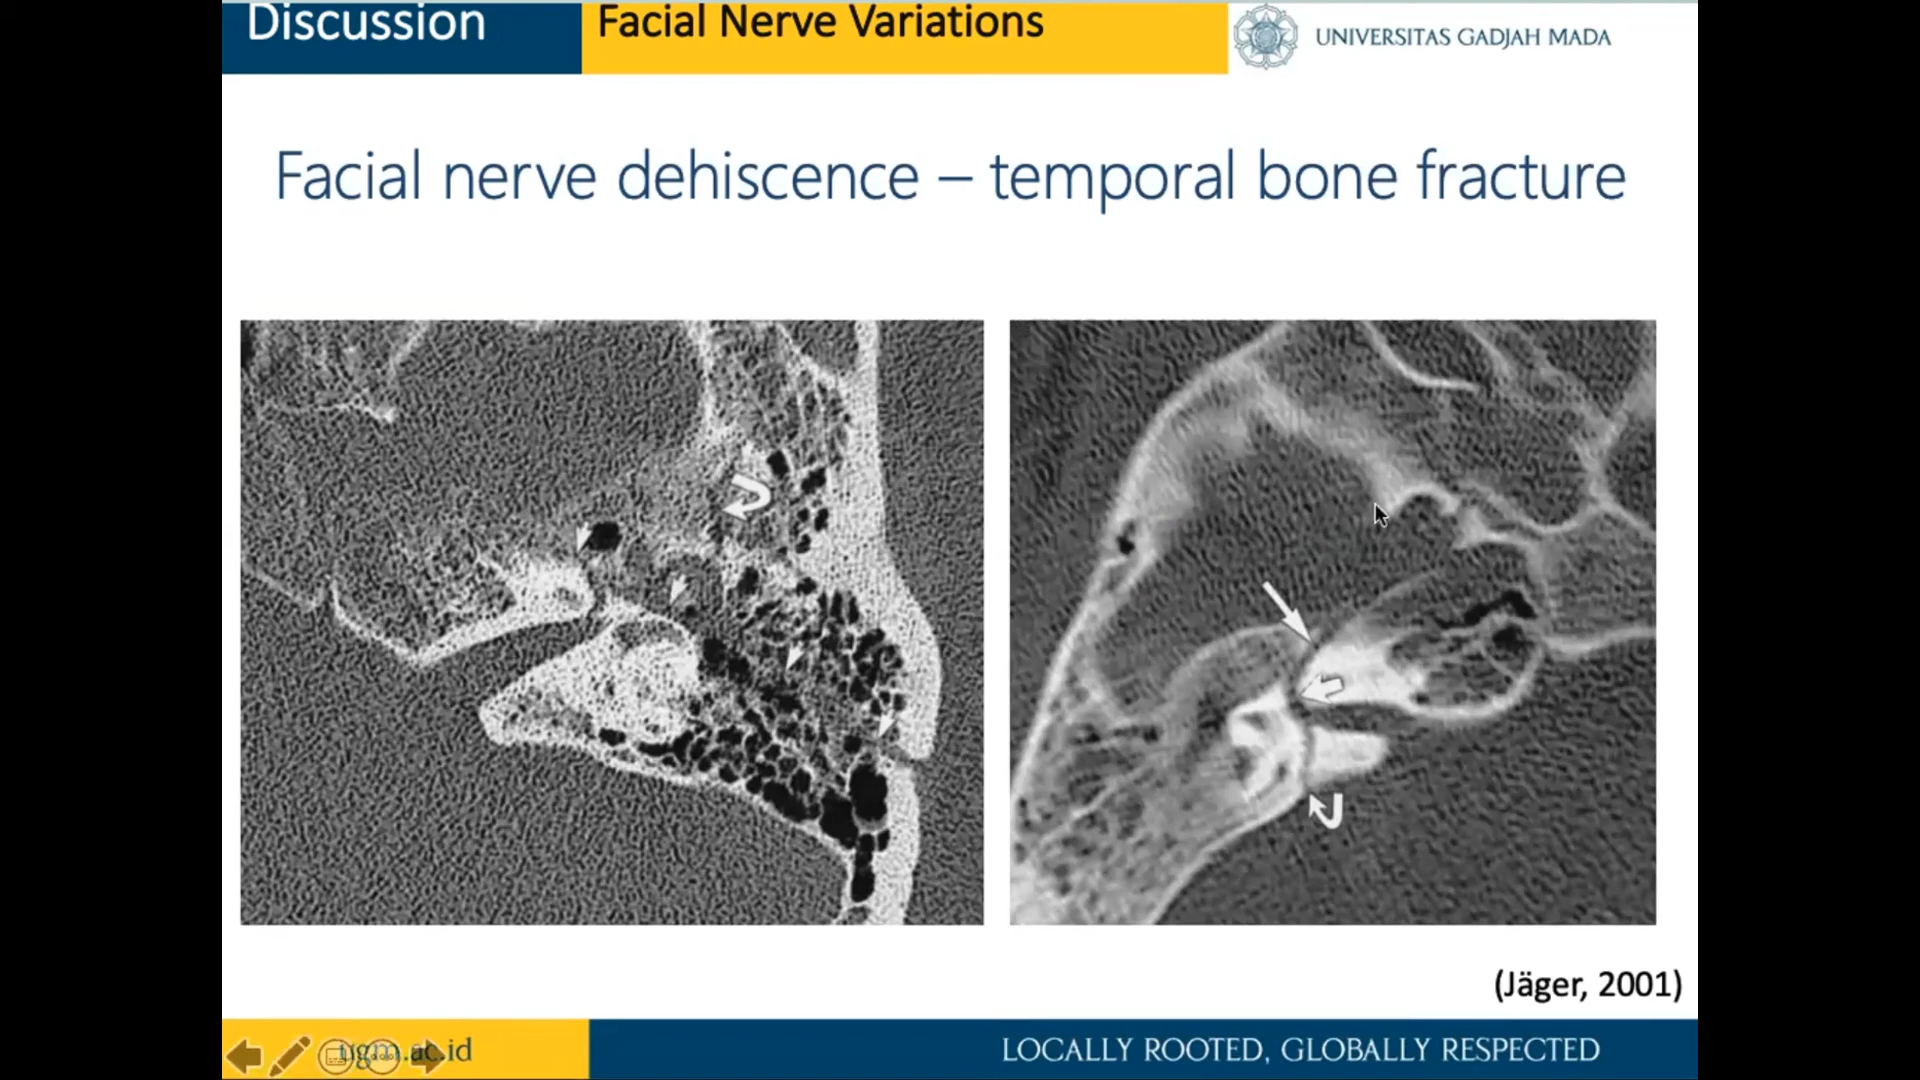 Discussion
Facial Nerve Variations
UNIVERSITAS GADJAH MADA
Facial nerve dehiscence – temporal bone fracture
(Jäger, 2001)
ugm.ac.id
LOCALLY ROOTED, GLOBALLY RESPECTED